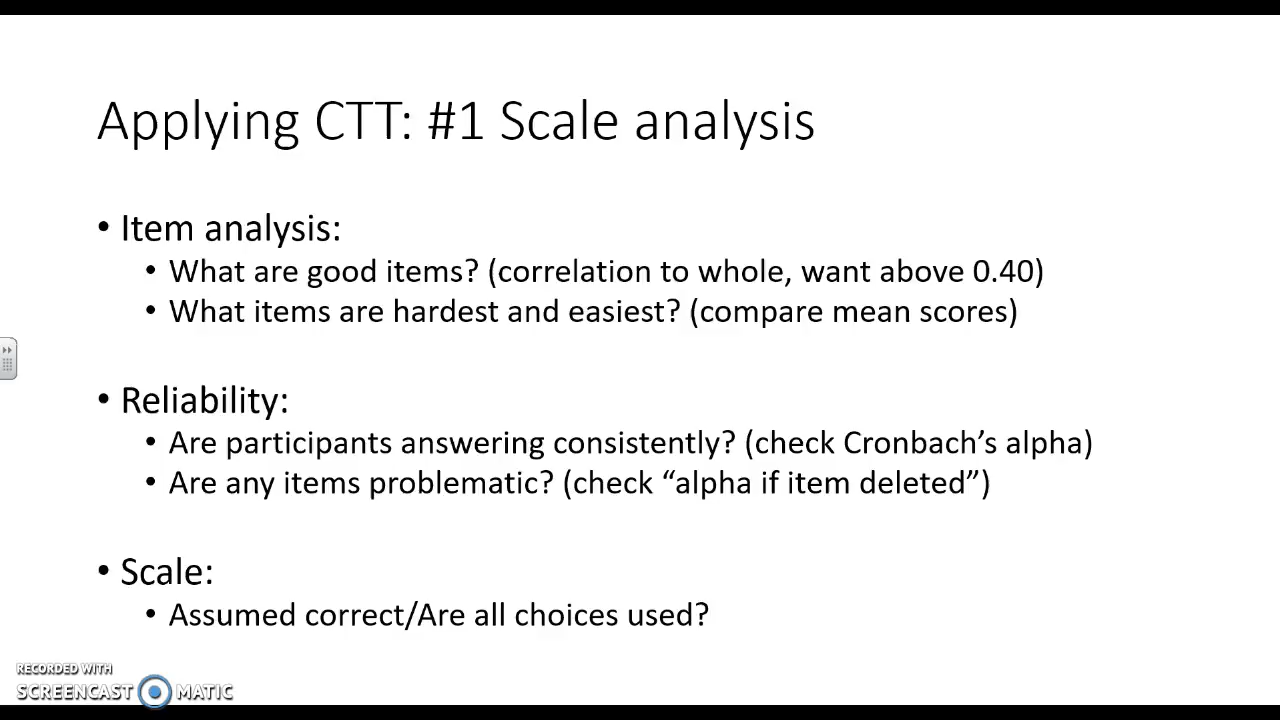 Applying CTT: #1 Scale analysis
• Item analysis:
• What are good items? (correlation to whole, want above 0.40)
• What items are hardest and easiest? (compare mean scores)
• Reliability:
• Are participants answering consistently? (check Cronbach’s alpha)
• Are any items problematic? (check “alpha if item deleted”)
• Scale:
• Assumed correct/Are all choices used?
RECORDED WITH
SCREENCAST MATIC